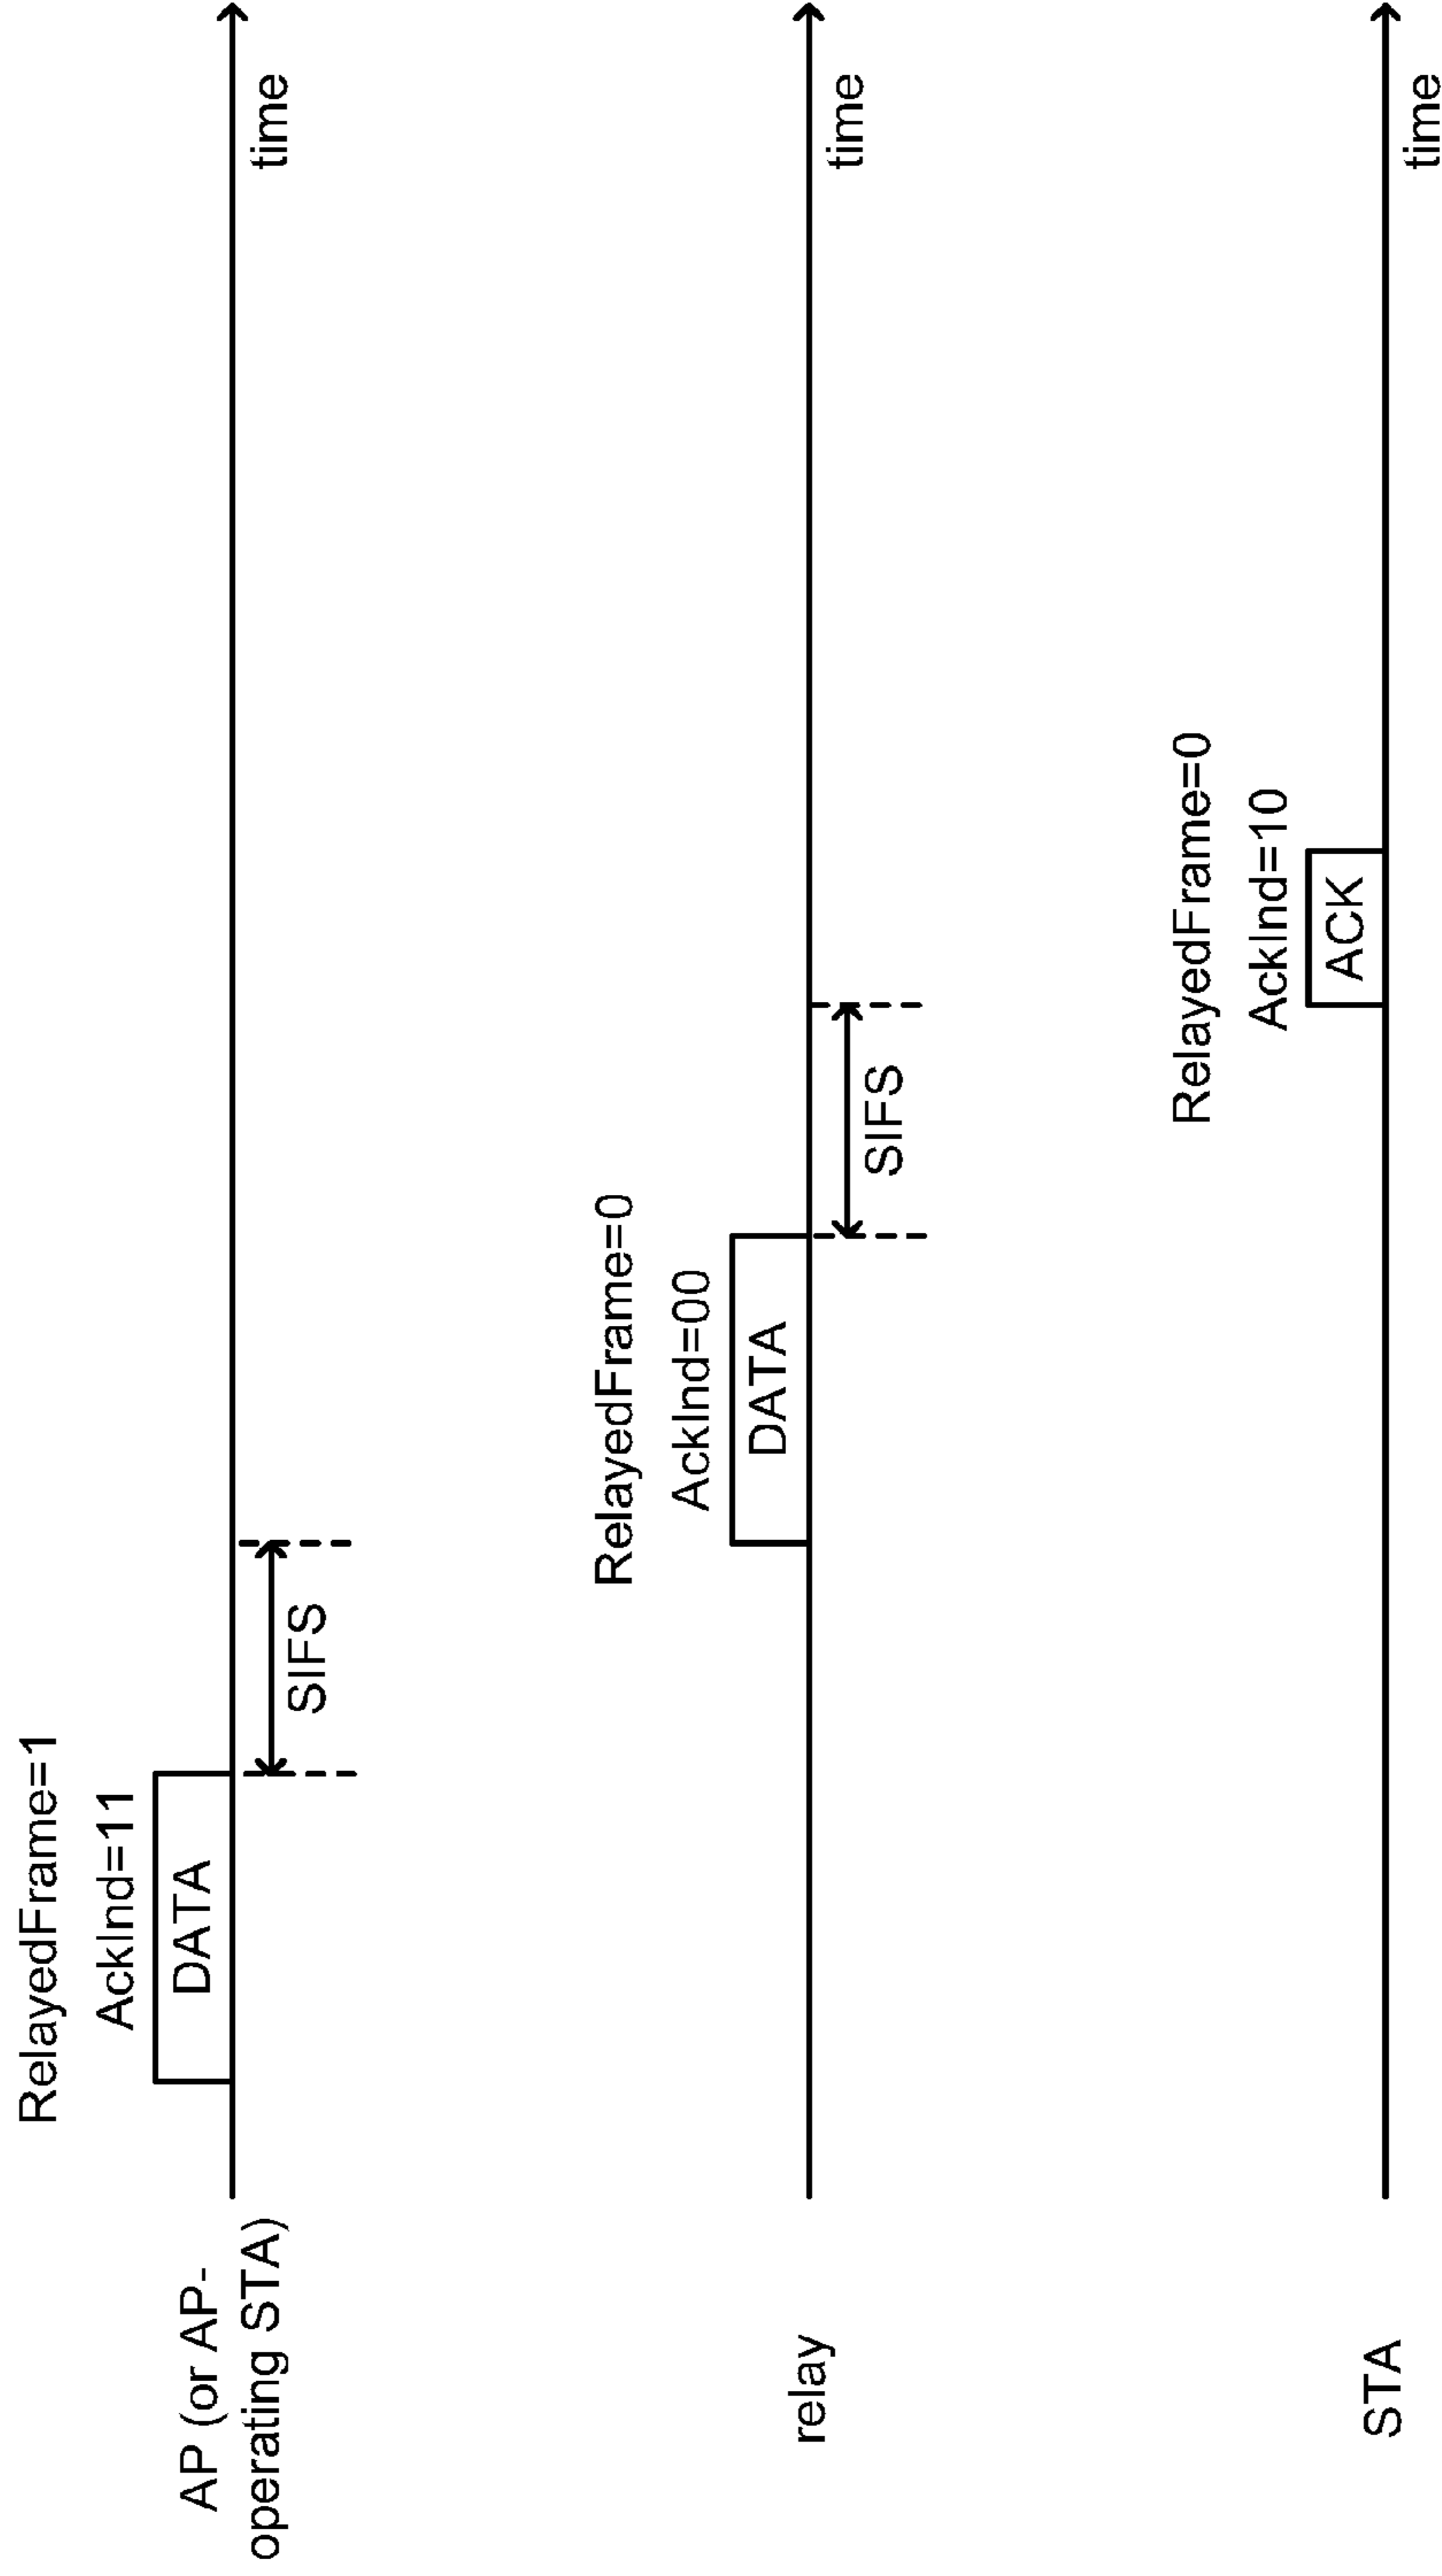 RelayedFrame=1
AckInd=11
DATA
SIFS
AP (or AP-
operating STA)
time
RelayedFrame=0
AckInd=00
DATA
SIFS
relay
time
RelayedFrame=0
AckInd=10
ACK
STA
time